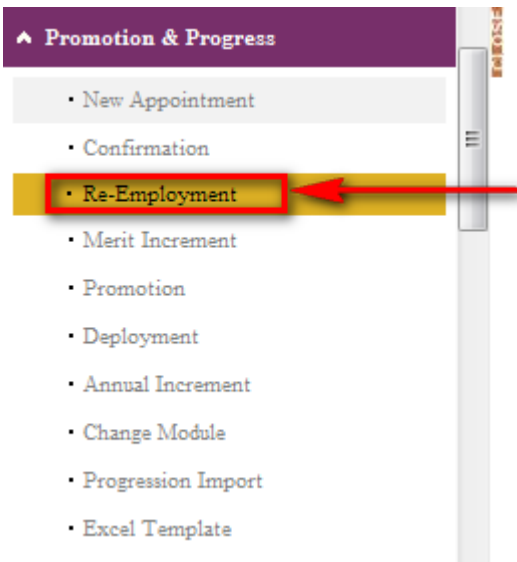 Promotion & Progress
New Appointment
Confirmation
Re-Employment
Merit Increment
Promotion
Deployment
Annual Increment
Change Module
Progression Import
Excel Template